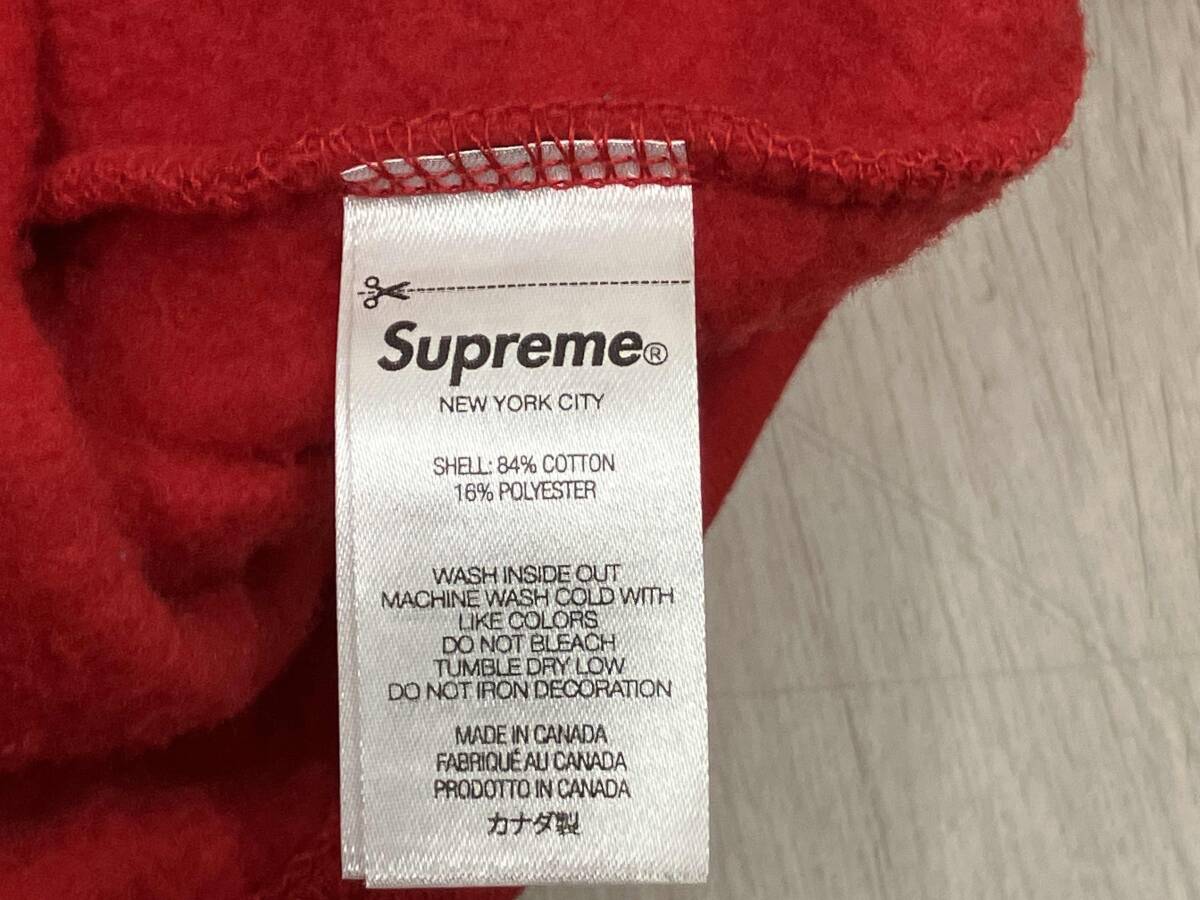 Supreme®
NEW YORK CITY
SHELL: 84% COTTON
16% POLYESTER
WASH INSIDE OUT
MACHINE WASH COLD WITH
LIKE COLORS
DO NOT BLEACH
TUMBLE DRY LOW
DO NOT IRON DECORATION
MADE IN CANADA
FABRIQUÉ AU CANADA
PRODOTTO IN CANADA
カナダ製